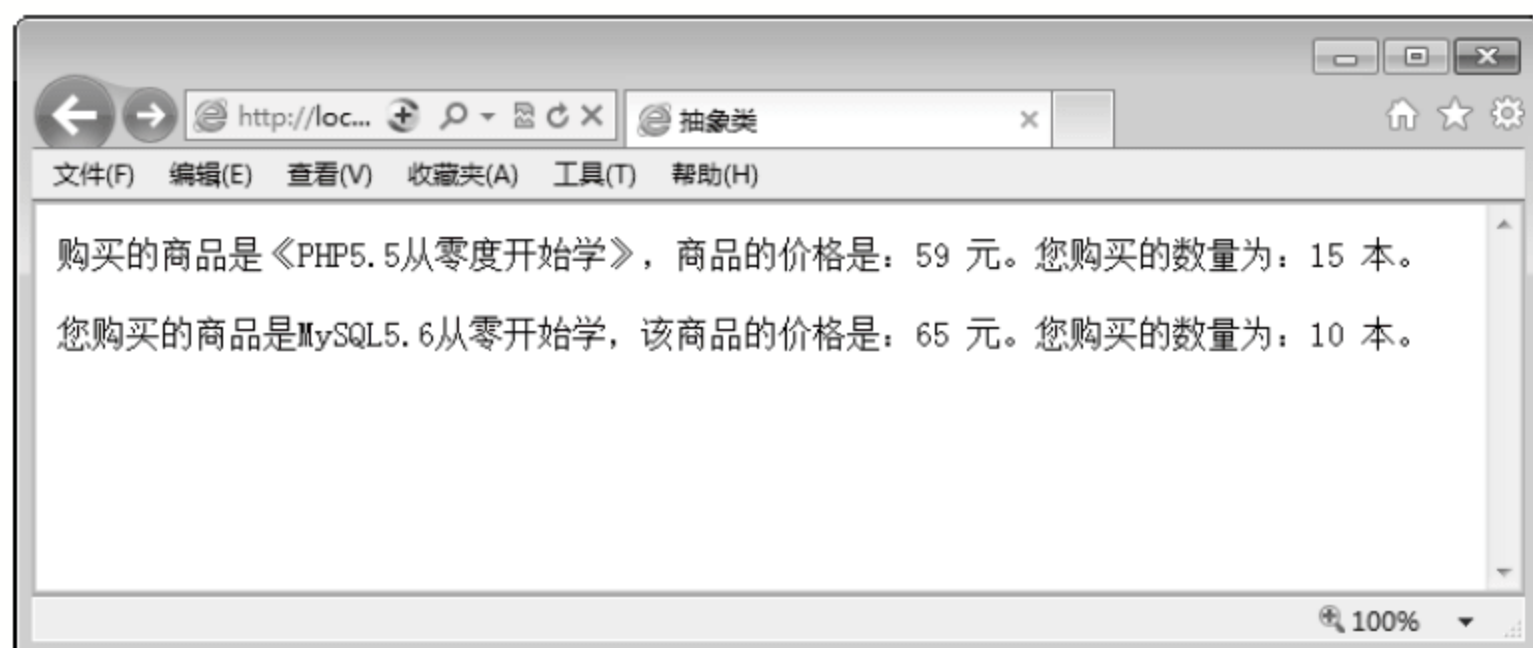 http://loc...
抽象类
文件(F) 编辑(E) 查看(V) 收藏夹(A) 工具(T) 帮助(H)
购买的商品是《PHP5.5从零度开始学》，商品的价格是：59 元。您购买的数量为：15 本。
您购买的商品是MySQL5.6从零开始学，该商品的价格是：65 元。您购买的数量为：10 本。
100%